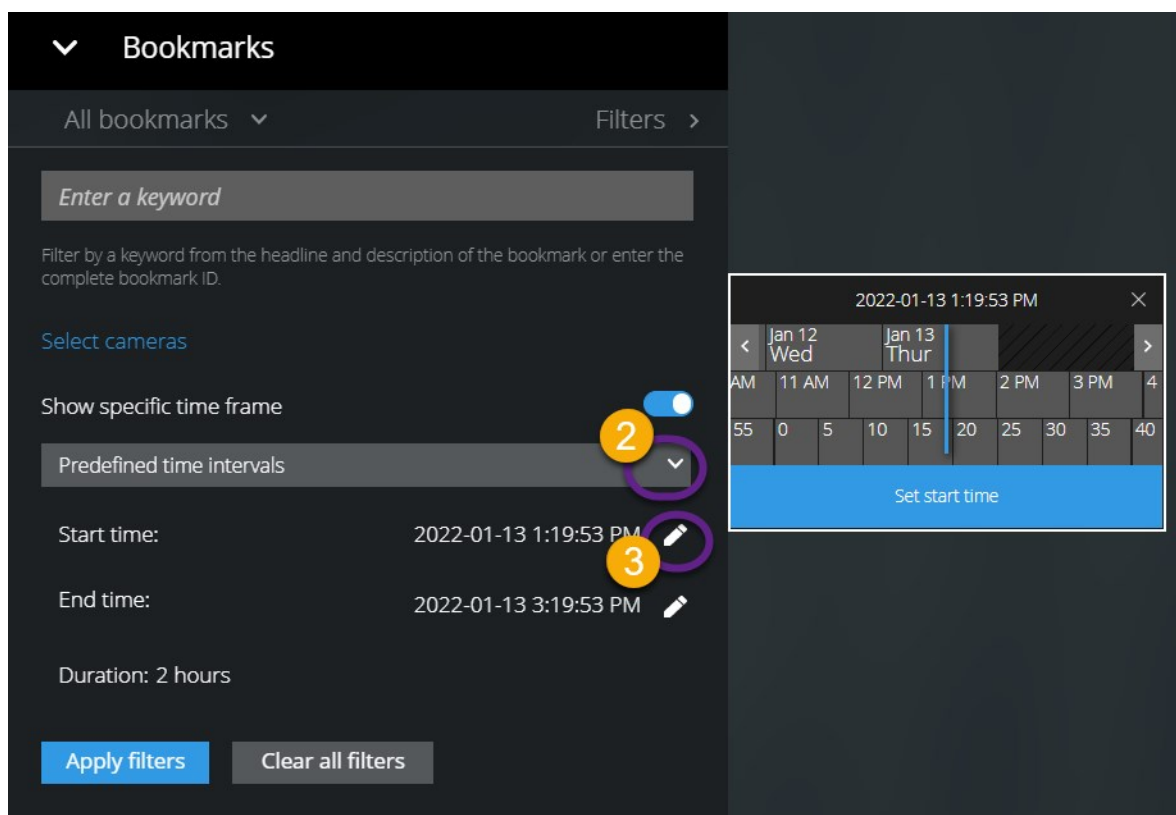 Bookmarks
All bookmarks
Filters
Enter a keyword
Filter by a keyword from the headline and description of the bookmark or enter the
complete bookmark ID.
Select cameras
Show specific time frame
2
Predefined time intervals
Start time:
2022-01-13 1:19:53 PM
3
End time:
2022-01-13 3:19:53 PM
Duration: 2 hours
Apply filters
Clear all filters
2022-01-13 1:19:53 PM
Jan 12
Wed
Jan 13
Thur
AM 11 AM 12 PM 1 PM 2 PM 3 PM 4
55 0 5 10 15 20 25 30 35 40
Set start time